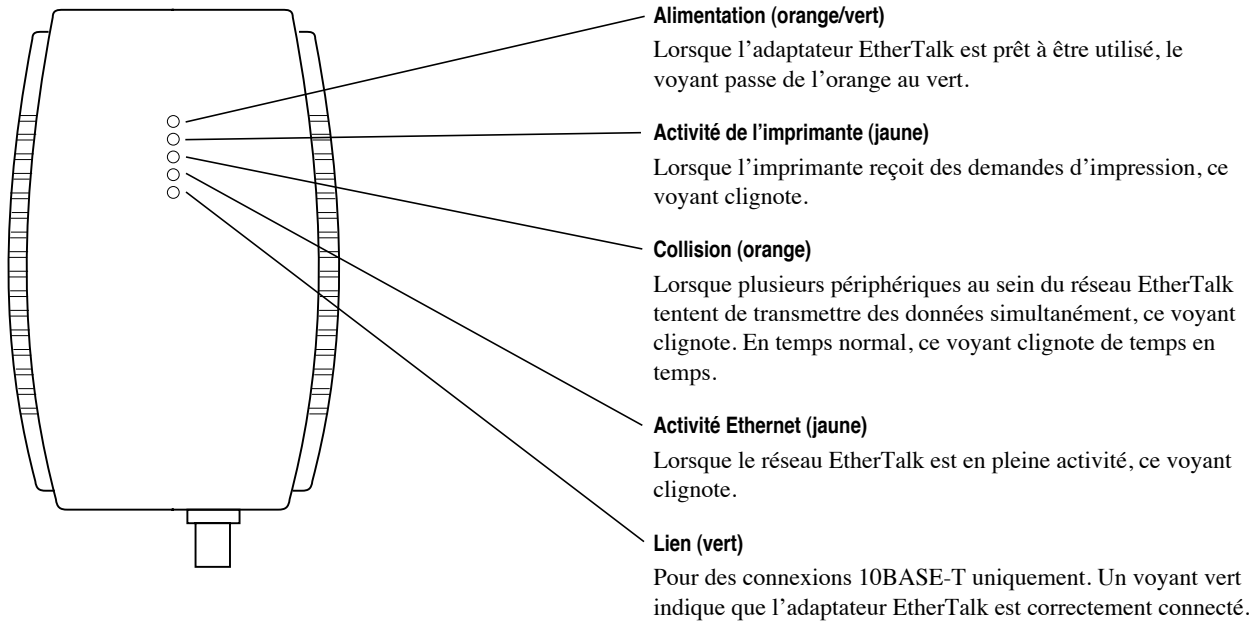 Alimentation (orange/vert)
Lorsque l’adaptateur EtherTalk est prêt à être utilisé, le
voyant passe de l’orange au vert.
Activité de l’imprimante (jaune)
Lorsque l’imprimante reçoit des demandes d’impression, ce
voyant clignote.
Collision (orange)
Lorsque plusieurs périphériques au sein du réseau EtherTalk
tentent de transmettre des données simultanément, ce voyant
clignote. En temps normal, ce voyant clignote de temps en
temps.
Activité Ethernet (jaune)
Lorsque le réseau EtherTalk est en pleine activité, ce voyant
clignote.
Lien (vert)
Pour des connexions 10BASE-T uniquement. Un voyant vert
indique que l’adaptateur EtherTalk est correctement connecté.